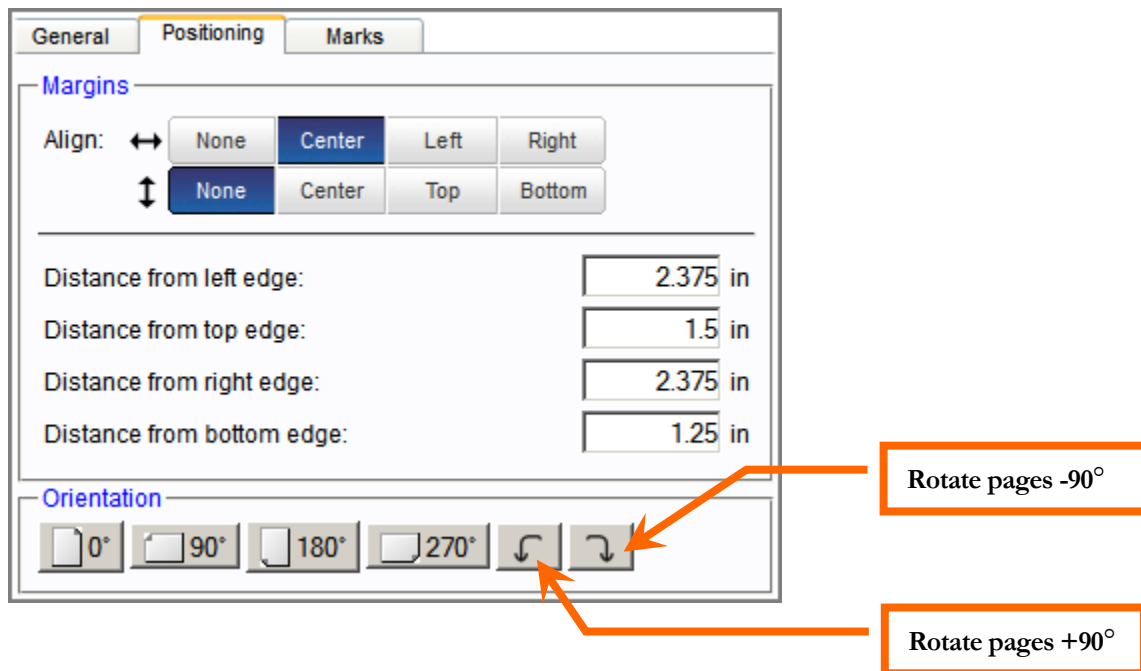 General Positioning Marks
Margins
Align: None Center Left Right
None Center Top Bottom
Distance from left edge: 2.375 in
Distance from top edge: 1.5 in
Distance from right edge: 2.375 in
Distance from bottom edge: 1.25 in
Rotate pages -90°
Orientation
0° 90° 180° 270°
Rotate pages +90°